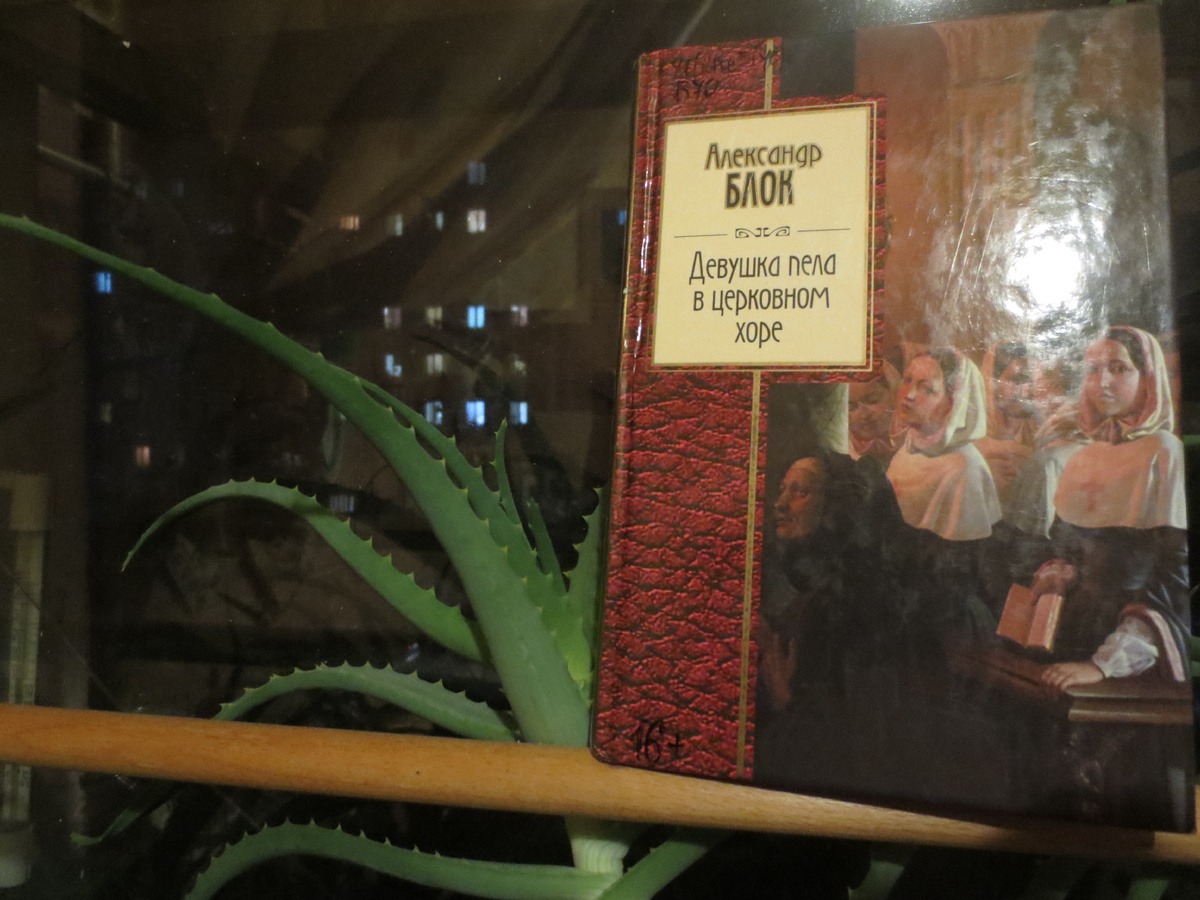 Александр
БЛОК
Девушка пела
в церковном
хоре
16+